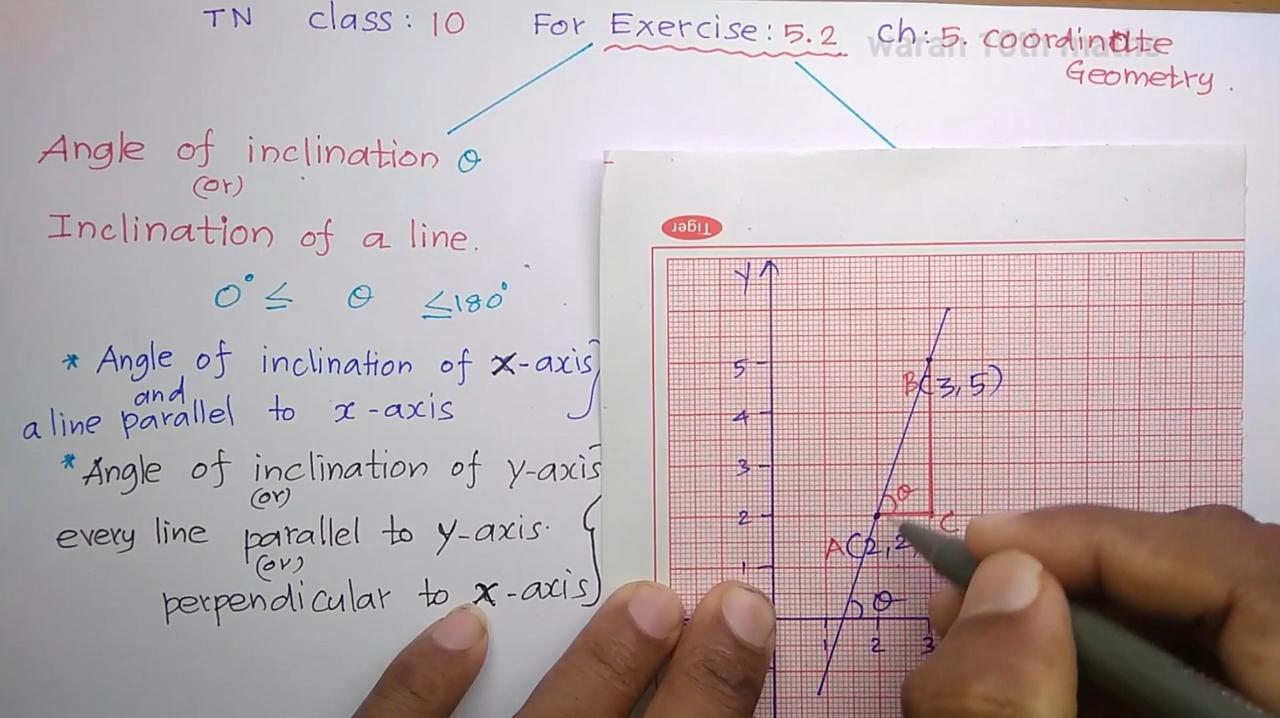 TN class: 10 For Exercise: 5.2 ch: 5. coordinate
Geometry.
Angle of inclination θ
(or)
Inclination of a line.
0° ≤ θ ≤ 180°
* Angle of inclination of x-axis
and
a line parallel to x-axis
* Angle of inclination of y-axis
(or)
every line parallel to y-axis.
(or)
perpendicular to x-axis
Tiger
Y
5
B(3,5)
4
3
θ
2
C
A(2,2
1
θ
1 2 3